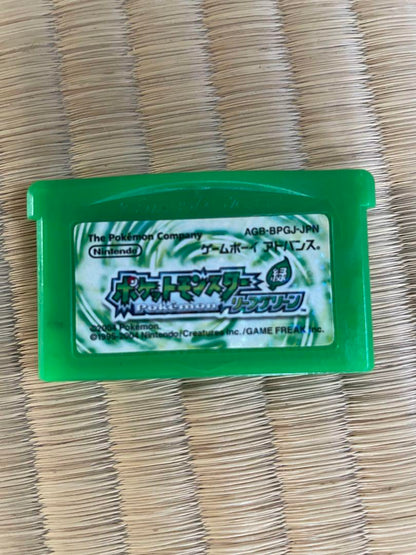 The Pokémon Company
AGB-BPGJ-JPN
Nintendo
ゲームボーイ アドバンス®
ポケットモンスター
Pokémon
緑
リーフグリーン
©2004 Pokémon.
©1995-2004 Nintendo/Creatures Inc./GAME FREAK Inc.